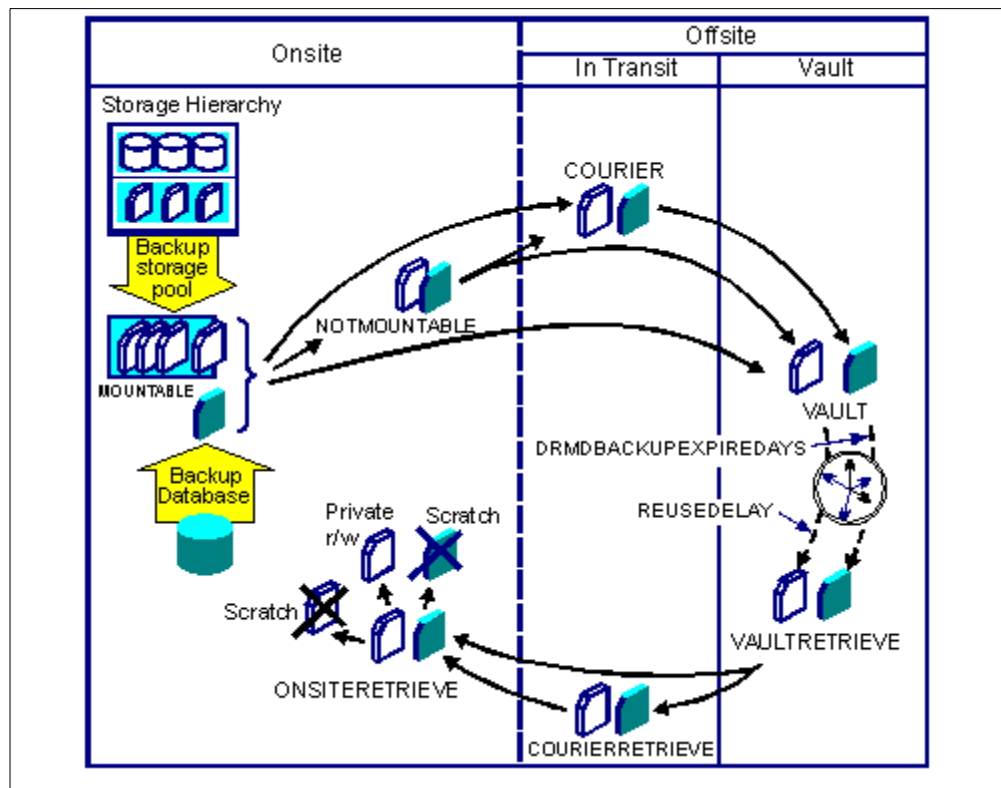 Onsite
Offsite
In Transit
Vault
Storage Hierarchy
COURIER
Backup
storage
pool
NOTMOUNTABLE
MOUNTABLE
VAULT
DRMDBACKUPEXPIREDAYS
Backup
Database
REUSEDELAY
Private
r/w
Scratch
Scratch
VAULTRETRIEVE
ONSITERETRIEVE
COURIERRETRIEVE